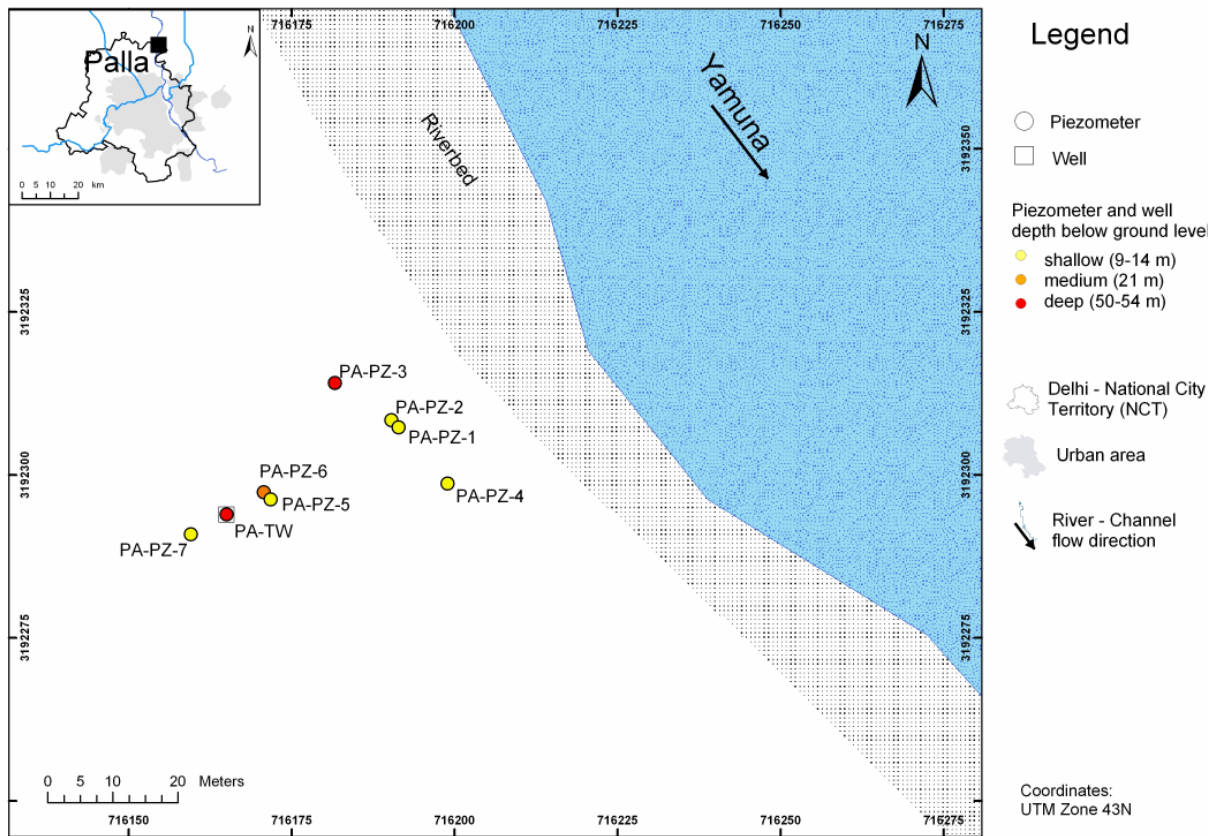 716175
716200
716225
716250
716275
Palla
N
0 5 10 20 km
Riverbed
Yamuna
N
3192350
3192350
3192325
3192325
PA-PZ-3
PA-PZ-2
PA-PZ-1
3192300
3192300
PA-PZ-6
PA-PZ-4
PA-PZ-5
PA-TW
PA-PZ-7
3192275
3192275
0 5 10 20 Meters
716150
716175
716200
716225
716250
716275
Legend
Piezometer
Well
Piezometer and well
depth below ground level
shallow (9-14 m)
medium (21 m)
deep (50-54 m)
Delhi - National City
Territory (NCT)
Urban area
River - Channel
flow direction
Coordinates:
UTM Zone 43N